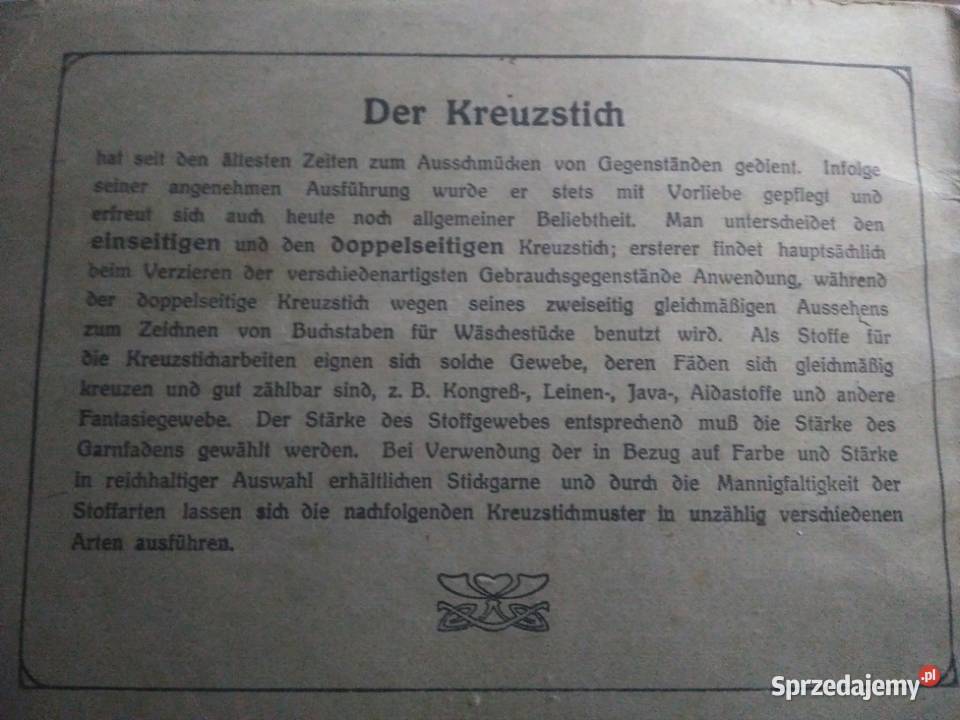 Der Kreuzstich
hat seit den ältesten Zeiten zum Ausschmücken von Gegenständen gedient. Infolge
seiner angenehmen Ausführung wurde er stets mit Vorliebe gepflegt und
erfreut sich auch heute noch allgemeiner Beliebtheit. Man unterscheidet den
einseitigen und den doppelseitigen Kreuzstich; ersterer findet hauptsächlich
beim Verzieren der verschiedenartigsten Gebrauchsgegenstände Anwendung, während
der doppelseitige Kreuzstich wegen seines zweiseitig gleichmäßigen Aussehens
zum Zeichnen von Buchstaben für Wäschestücke benutzt wird. Als Stoffe für
die Kreuzsticharbeiten eignen sich solche Gewebe, deren Fäden sich gleichmäßig
kreuzen und gut zählbar sind, z. B. Kongreß-, Leinen-, Java-, Aidastoffe und andere
Fantasiegewebe. Der Stärke des Stoffgewebes entsprechend muß die Stärke des
Garnfadens gewählt werden. Bei Verwendung der in Bezug auf Farbe und Stärke
in reichhaltiger Auswahl erhältlichen Stickgarne und durch die Mannigfaltigkeit der
Stoffarten lassen sich die nachfolgenden Kreuzstichmuster in unzählig verschiedenen
Arten ausführen.
Sprzedajemy.pl